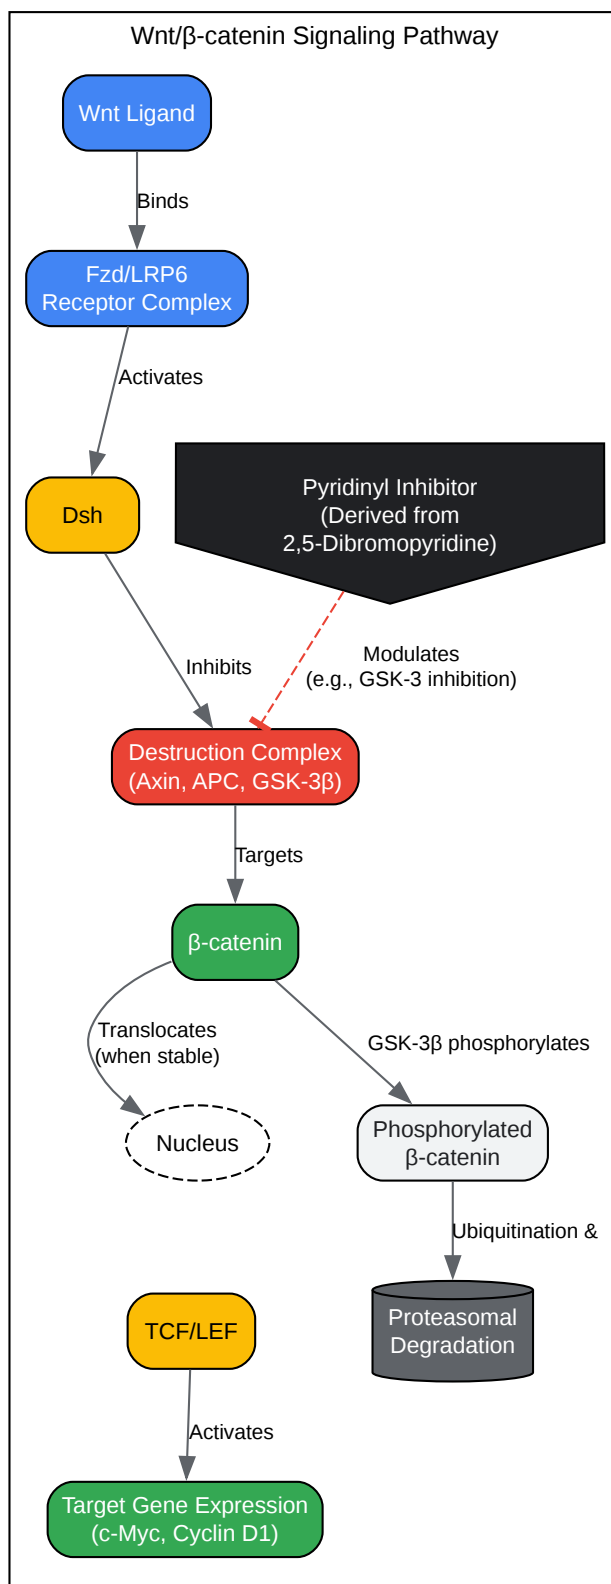 Wnt/β-catenin Signaling Pathway
Wnt Ligand
Binds
Fzd/LRP6
Receptor Complex
Activates
Dsh
Pyridinyl Inhibitor
(Derived from
2,5-Dibromopyridine)
Inhibits
Modulates
(e.g., GSK-3 inhibition)
Destruction Complex
(Axin, APC, GSK-3β)
Targets
β-catenin
Translocates
(when stable)
GSK-3β phosphorylates
Nucleus
Phosphorylated
β-catenin
Ubiquitination &
Proteasomal
Degradation
TCF/LEF
Activates
Target Gene Expression
(c-Myc, Cyclin D1)